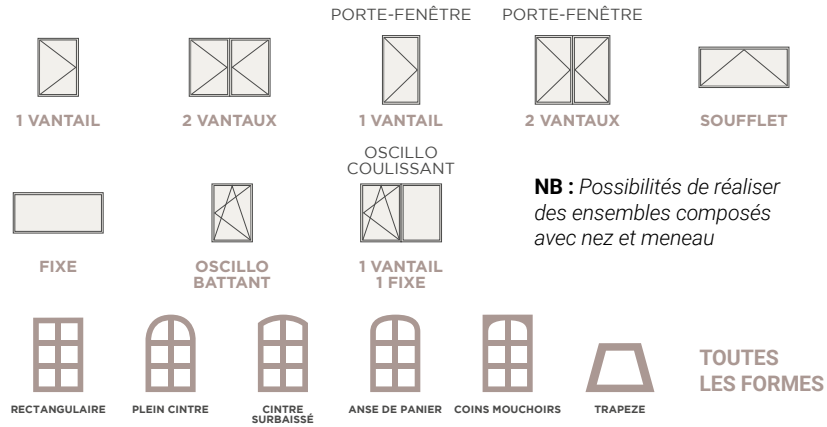 PORTE-FENÊTRE
PORTE-FENÊTRE
1 VANTAIL
2 VANTAUX
1 VANTAIL
2 VANTAUX
SOUFFLET
OSCILLO
COULISSANT
NB : Possibilités de réaliser
des ensembles composés
avec nez et meneau
FIXE
OSCILLO
BATTANT
1 VANTAIL
1 FIXE
TOUTES
LES FORMES
RECTANGULAIRE
PLEIN CINTRE
CINTRE
SURBAISSÉ
ANSE DE PANIER
COINS MOUCHOIRS
TRAPEZE